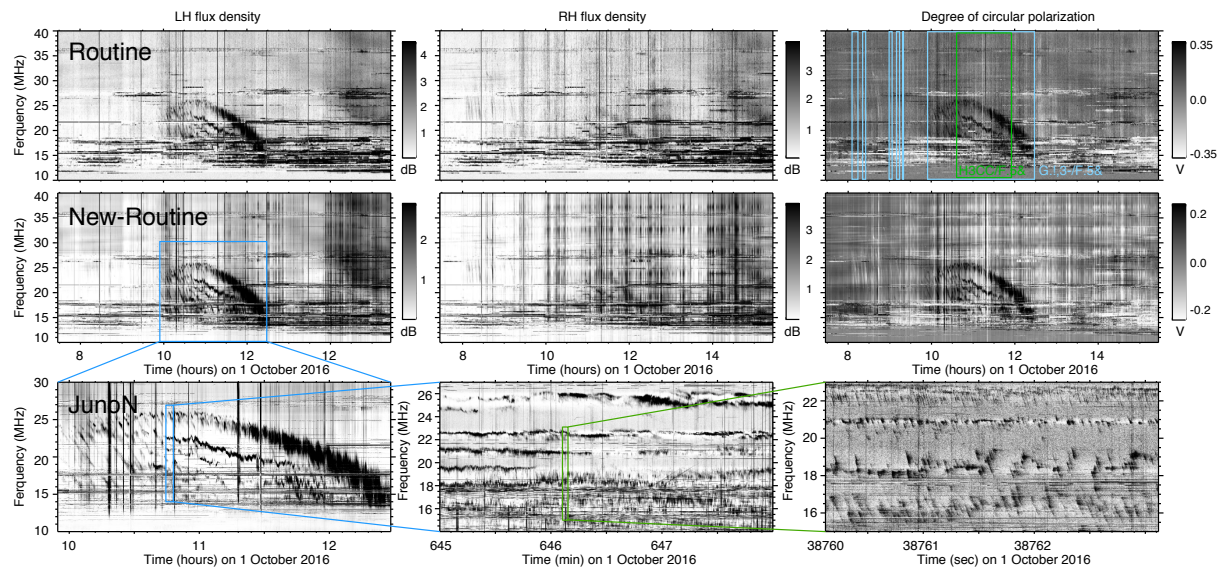 LH flux density
RH flux density
Degree of circular polarization
Routine
Ferfrequency (MHz)
40
35
30
25
20
15
10
4
3
2
1
dB
dB
3
2
1
0.35
0.0
-0.35
V
New-Routine
Frequency (MHz)
40
35
30
25
20
15
10
2
1
dB
dB
3
2
1
0.2
0.0
-0.2
V
8
10
12
12
Time (hours) on 1 October 2016
8
10
12
14
Time (hours) on 1 October 2016
8
10
12
14
Time (hours) on 1 October 2016
JunoN
Frequency (MHz)
30
25
20
15
10
10
11
12
Time (hours) on 1 October 2016
Frequency (MHz)
26
24
22
20
18
16
645
646
647
Time (min) on 1 October 2016
Frequency (MHz)
22
20
18
16
38760
38761
38762
Time (sec) on 1 October 2016